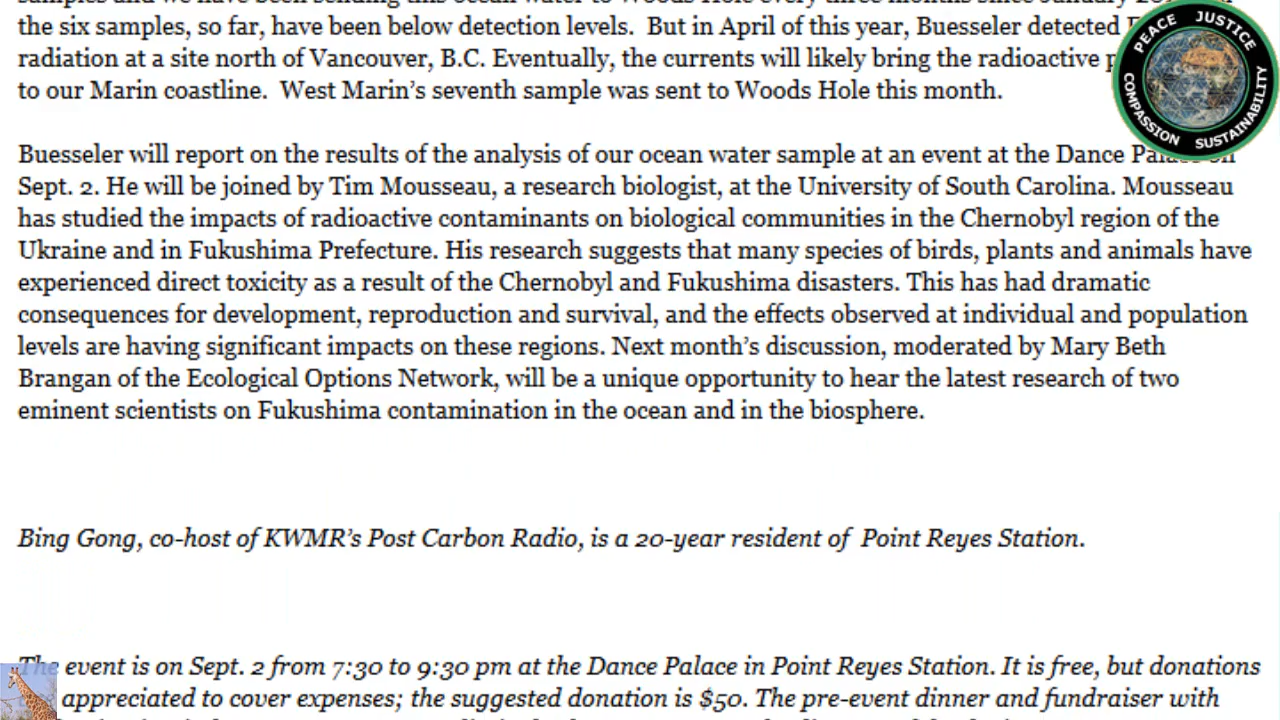 the six samples, so far, have been below detection levels.  But in April of this year, Buesseler detected
radiation at a site north of Vancouver, B.C. Eventually, the currents will likely bring the radioactive
to our Marin coastline.  West Marin’s seventh sample was sent to Woods Hole this month.
Buesseler will report on the results of the analysis of our ocean water sample at an event at the Dance Palace on
Sept. 2. He will be joined by Tim Mousseau, a research biologist, at the University of South Carolina. Mousseau
has studied the impacts of radioactive contaminants on biological communities in the Chernobyl region of the
Ukraine and in Fukushima Prefecture. His research suggests that many species of birds, plants and animals have
experienced direct toxicity as a result of the Chernobyl and Fukushima disasters. This has had dramatic
consequences for development, reproduction and survival, and the effects observed at individual and population
levels are having significant impacts on these regions. Next month’s discussion, moderated by Mary Beth
Brangan of the Ecological Options Network, will be a unique opportunity to hear the latest research of two
eminent scientists on Fukushima contamination in the ocean and in the biosphere.
Bing Gong, co-host of KWMR’s Post Carbon Radio, is a 20-year resident of  Point Reyes Station.
The event is on Sept. 2 from 7:30 to 9:30 pm at the Dance Palace in Point Reyes Station. It is free, but donations
are appreciated to cover expenses; the suggested donation is $50. The pre-event dinner and fundraiser with
PEACE JUSTICE
COMPASSION SUSTAINABILITY